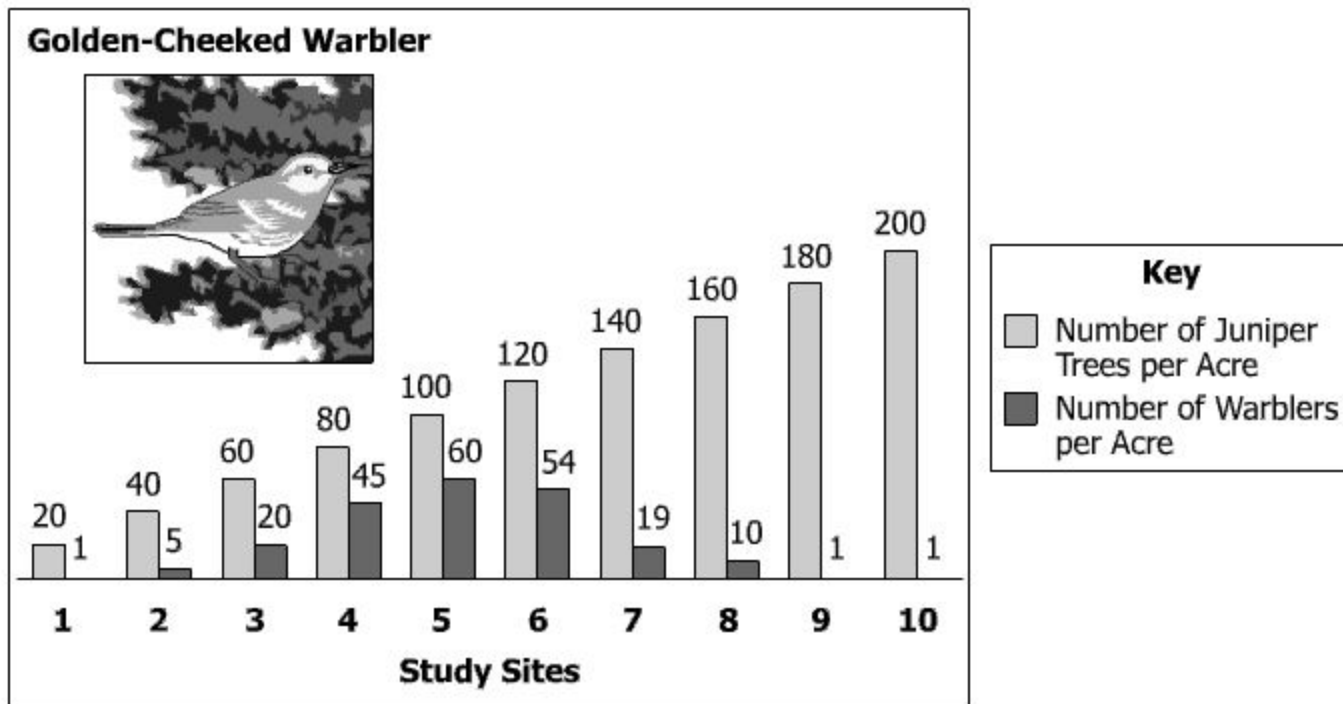 Golden-Cheeked Warbler
20 1
40 5
60 20
80 45
100 60
120 54
140 19
160 10
180 1
200 1
1 2 3 4 5 6 7 8 9 10
Study Sites
Key
Number of Juniper
Trees per Acre
Number of Warblers
per Acre